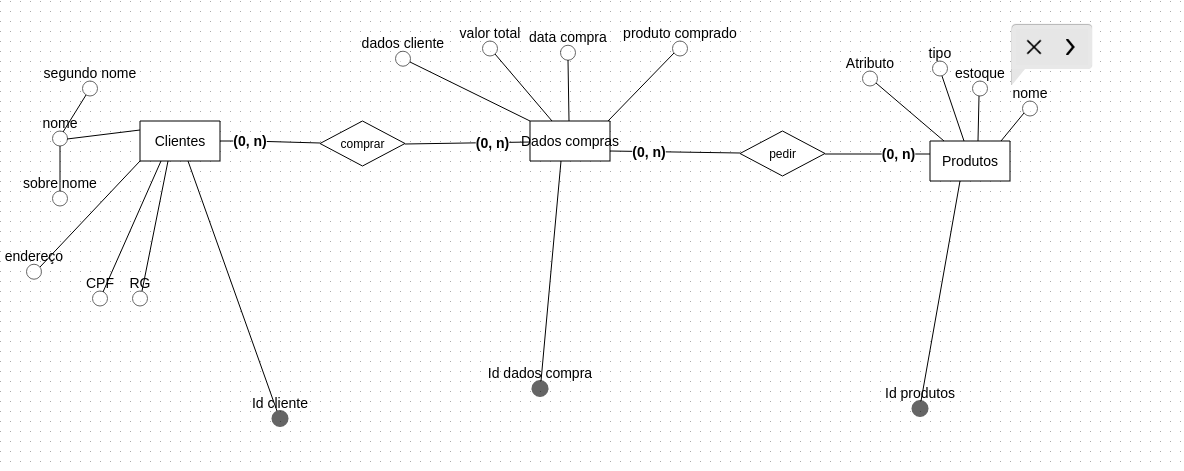 segundo nome
nome
sobre nome
endereço
CPF
RG
Clientes
Id cliente
(0, n)
comprar
(0, n)
dados cliente
valor total
data compra
produto comprado
Dados compras
Id dados compra
(0, n)
pedir
(0, n)
Atributo
tipo
estoque
nome
Produtos
Id produtos